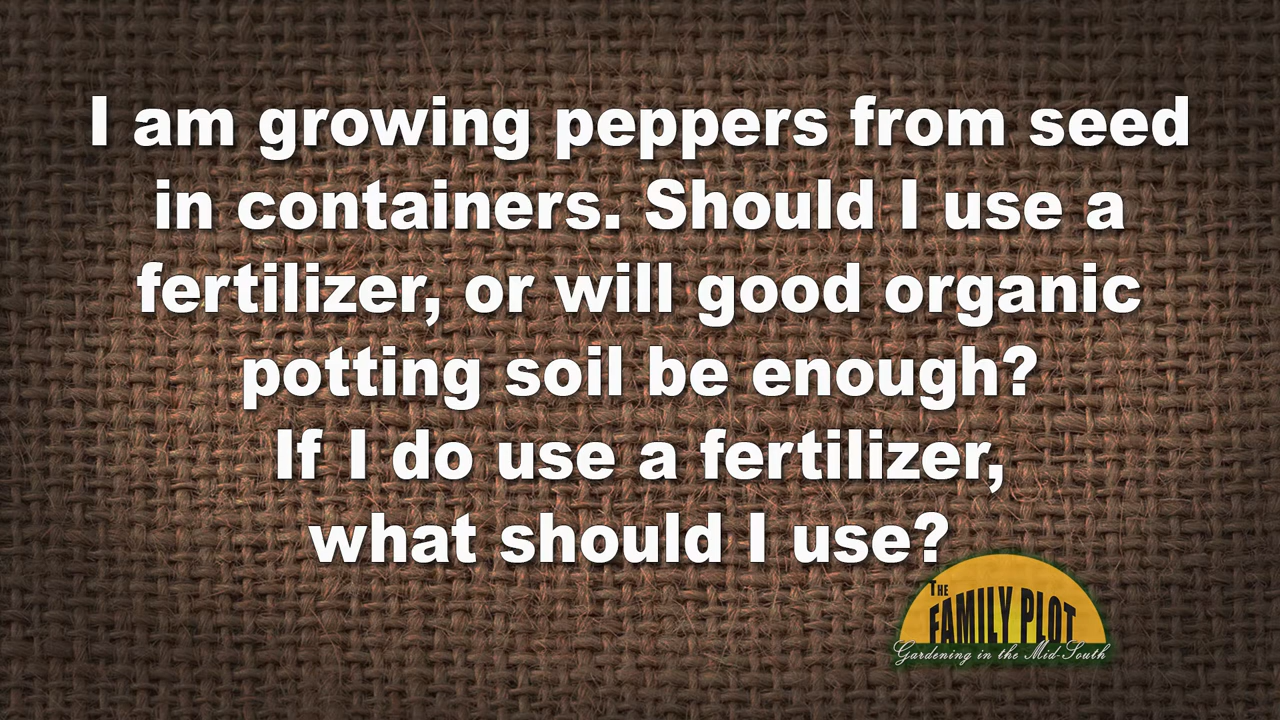 I am growing peppers from seed
in containers. Should I use a
fertilizer, or will good organic
potting soil be enough?
If I do use a fertilizer,
what should I use?
THE
FAMILY PLOT
Gardening in the Mid-South